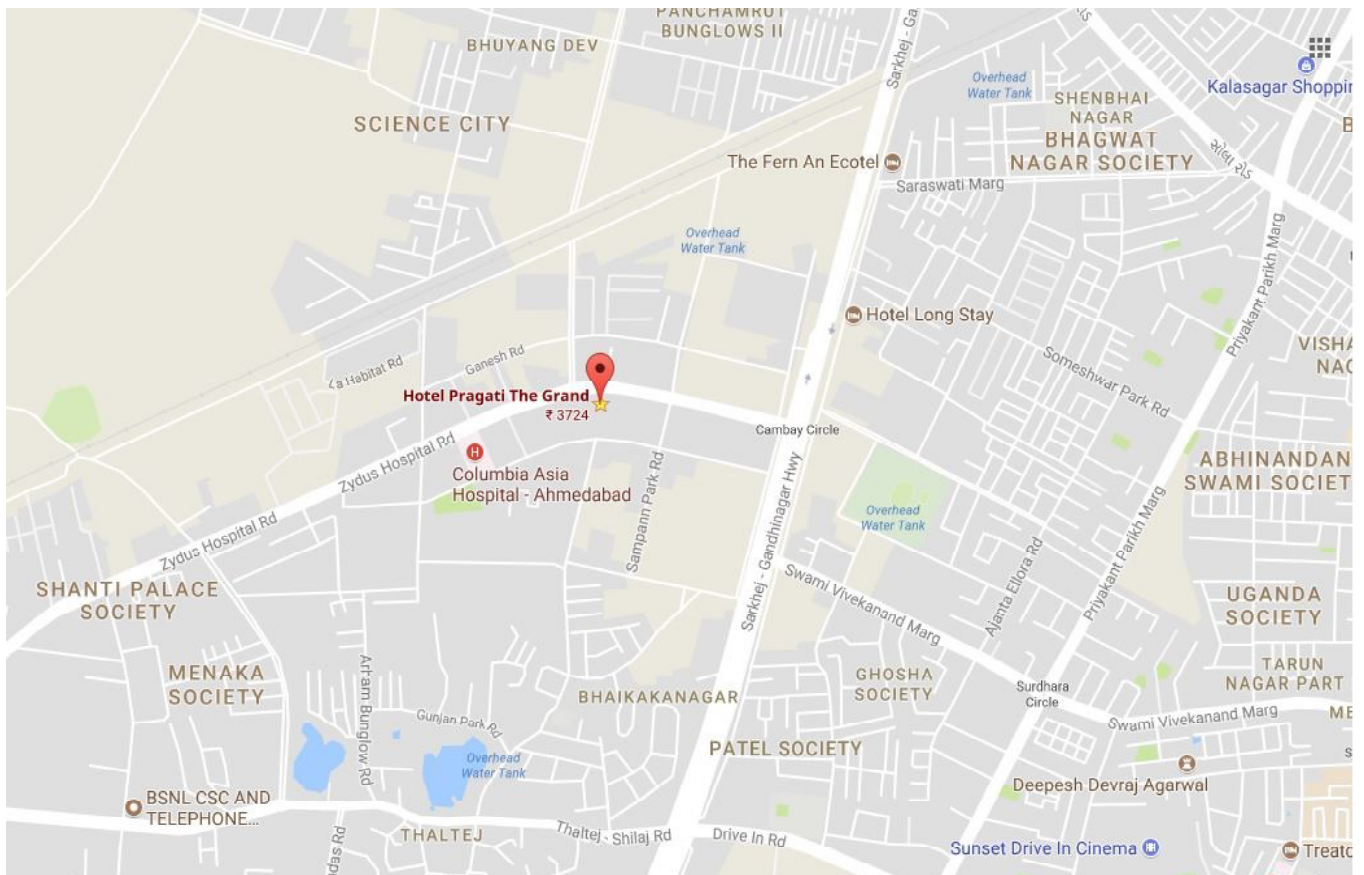 PANCHAMRUT
BUNGLOWS II
BHUYANG DEV
Sarkhej - Ga
Kalasagar Shoppin
Overhead
Water Tank
SHENBHAI
NAGAR
BHAGWAT
NAGAR SOCIETY
SCIENCE CITY
The Fern An Ecotel
Saraswati Marg
Overhead
Water Tank
Hotel Long Stay
Priyakant Parikh Marg
Someshwar Park Rd
Ganesh Rd
Habitat Rd
Hotel Pragati The Grand
₹ 3724
Cambay Circle
Zydus Hospital Rd
Columbia Asia
Hospital - Ahmedabad
Sampann Park Rd
Sarkhej - Gandhinagar Hwy
Overhead
Water Tank
ABHINANDAN
SWAMI SOCIET
Zydus Hospital Rd
Priyakant Parikh Marg
Ajanta Ellora Rd
Swami Vivekanand Marg
SHANTI PALACE
SOCIETY
UGANDA
SOCIETY
MENAKA
SOCIETY
Arham Bunglow Rd
BHAIKAKANAGAR
GHOSHA
SOCIETY
Surdhara
Circle
TARUN
NAGAR PART
Swami Vivekanand Marg
Gunjan Park Rd
Overhead
Water Tank
PATEL SOCIETY
Deepesh Devraj Agarwal
BSNL CSC AND
TELEPHONE...
THALTEJ
Thaltej - Shilaj Rd
Drive In Rd
Sunset Drive In Cinema